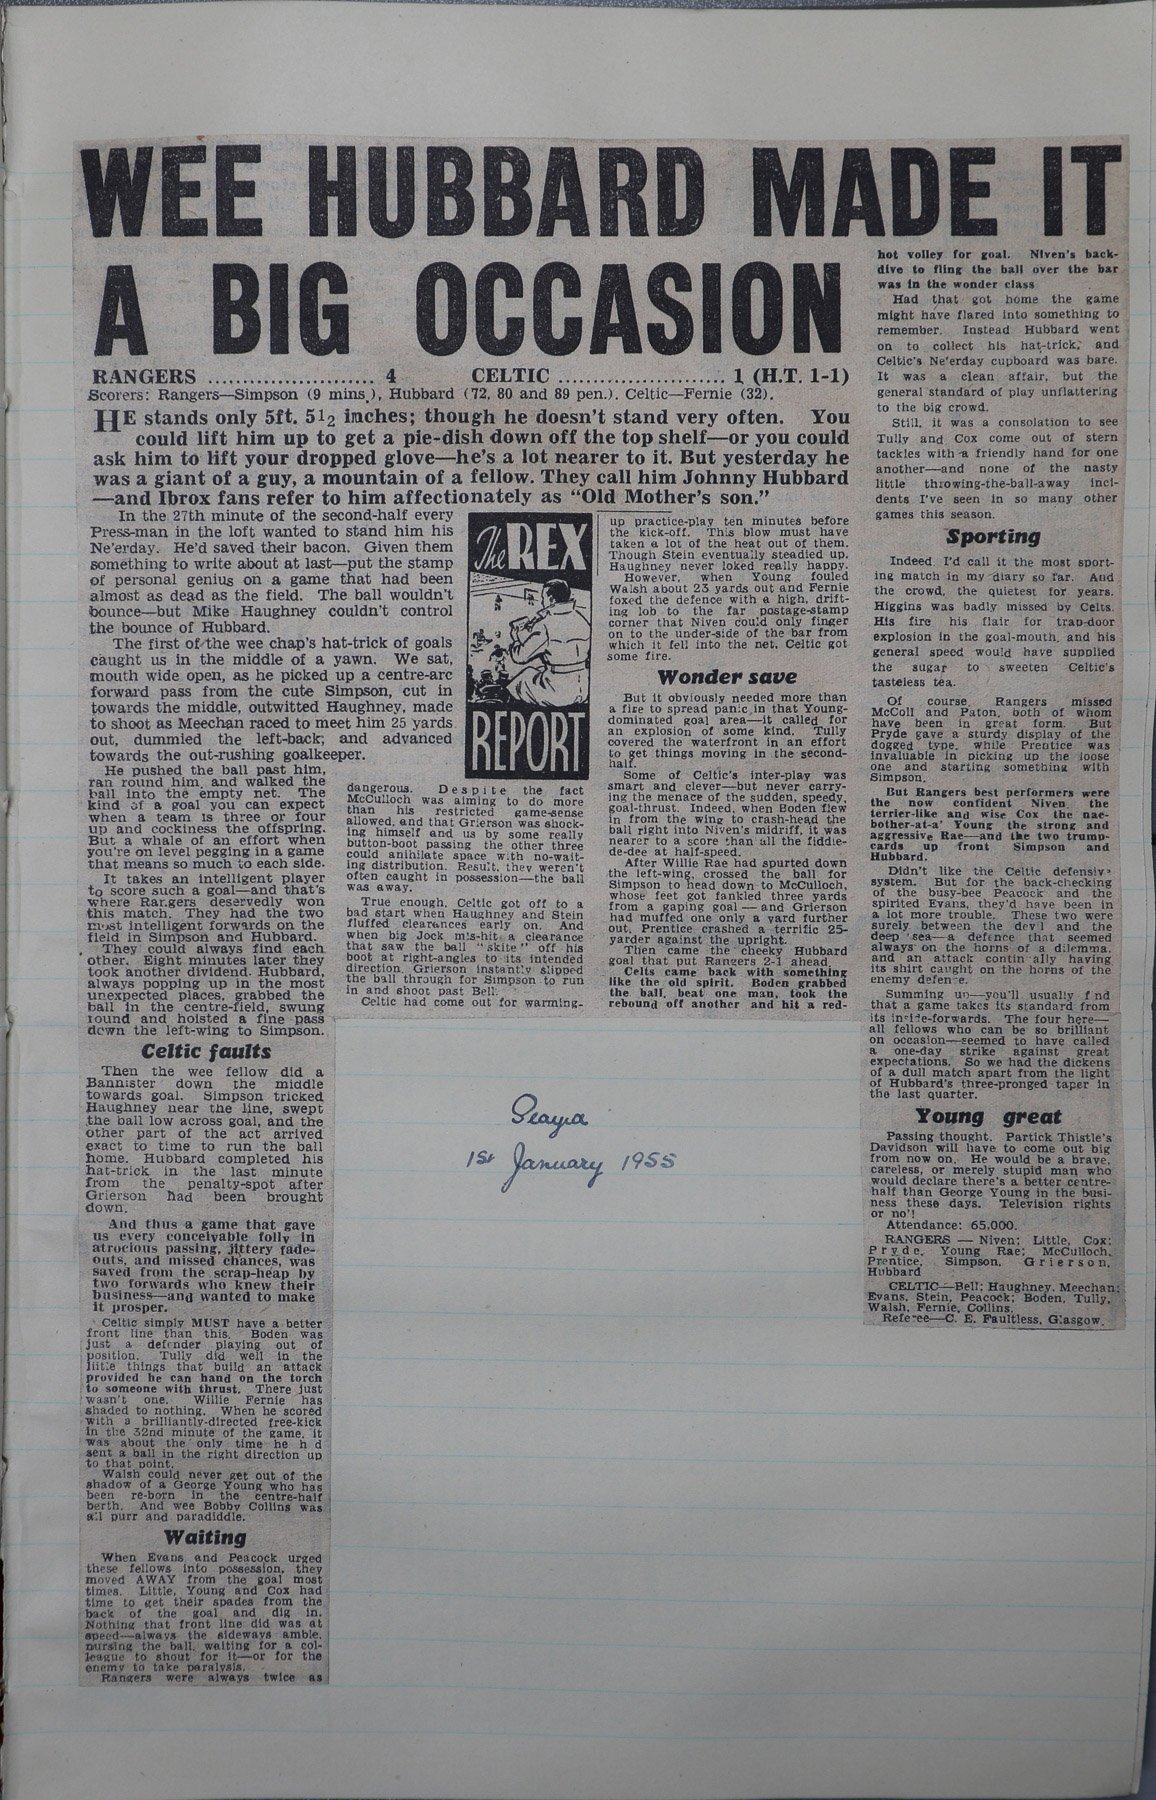 WEE HUBBARD MADE IT
A BIG OCCASION
RANGERS ........................ 4 CELTIC ........................ 1 (H.T. 1-1)
Scorers: Rangers—Simpson (9 mins.), Hubbard (72, 80 and 89 pen.). Celtic—Fernie (32).
HE stands only 5ft. 5½ inches; though he doesn't stand very often. You
could lift him up to get a pie-dish down off the top shelf—or you could
ask him to lift your dropped glove—he's a lot nearer to it. But yesterday he
was a giant of a guy, a mountain of a fellow. They call him Johnny Hubbard
—and Ibrox fans refer to him affectionately as "Old Mother's son."
In the 27th minute of the second-half every
Press-man in the loft wanted to stand him his
Ne'erday. He'd saved their bacon. Given them
something to write about at last—put the stamp
of personal genius on a game that had been
almost as dead as the field. The ball wouldn't
bounce—but Mike Haughney couldn't control
the bounce of Hubbard.
The first of the wee chap's hat-trick of goals
caught us in the middle of a yawn. We sat,
mouth wide open, as he picked up a centre-arc
forward pass from the cute Simpson, cut in
towards the middle, outwitted Haughney, made
to shoot as Meechan raced to meet him 25 yards
out, dummied the left-back, and advanced
towards the out-rushing goalkeeper.
He pushed the ball past him,
ran round him, and walked the
ball into the empty net. The
kind of a goal you can expect
when a team is three or four
up and cockiness the offspring.
But a whale of an effort when
you're on level pegging in a game
that means so much to each side.
It takes an intelligent player
to score such a goal—and that's
where Rangers deservedly won
this match. They had the two
most intelligent forwards on the
field in Simpson and Hubbard.
They could always find each
other. Eight minutes later they
took another dividend. Hubbard,
always popping up in the most
unexpected places, grabbed the
ball in the centre-field, swung
round and hoisted a fine pass
down the left-wing to Simpson.
Celtic faults
Then the wee fellow did a
Bannister down the middle
towards goal. Simpson tricked
Haughney near the line, swept
the ball low across goal, and the
other part of the act arrived
exact to time to run the ball
home. Hubbard completed his
hat-trick in the last minute
from the penalty-spot after
Grierson had been brought
down.
And thus a game that gave
us every conceivable folly in
atrocious passing, jittery fade-
outs, and missed chances, was
saved from the scrap-heap by
two forwards who knew their
business—and wanted to make
it prosper.
Celtic simply MUST have a better
front line than this. Boden was
just a defender playing out of
position. Tully did well in the
little things that build an attack
provided he can hand on the torch
to someone with thrust. There just
wasn't one. Willie Fernie has
shaded to nothing. When he scored
with a brilliantly-directed free-kick
in the 32nd minute of the game, it
was about the only time he had
sent a ball in the right direction up
to that point.
Walsh could never get out of the
shadow of a George Young who has
been re-born in the centre-half
berth. And wee Bobby Collins was
all purr and paradiddle.
Waiting
When Evans and Peacock urged
these fellows into possession, they
moved AWAY from the goal most
times. Little, Young and Cox had
time to get their spades from the
back of the goal and dig in.
Nothing that front line did was at
speed—always the sideways amble,
nursing the ball, waiting for a col-
league to shout for it—or for the
enemy to take paralysis.
Rangers were always twice as
The REX
REPORT
dangerous. Despite the fact
McCulloch was aiming to do more
than his restricted game-sense
allowed, and that Grierson was shock-
ing himself and us by some really
button-boot passing the other three
could anihilate space with no-wait-
ing distribution. Result, they weren't
often caught in possession—the ball
was away.
True enough, Celtic got off to a
bad start when Haughney and Stein
fluffed clearances early on. And
when big Jock mis-hit a clearance
that saw the ball "skite" off his
boot at right-angles to its intended
direction, Grierson instantly slipped
the ball through for Simpson to run
in and shoot past Bell.
Celtic had come out for warming-
up practice-play ten minutes before
the kick-off. This blow must have
taken a lot of the heat out of them.
Though Stein eventually steadied up,
Haughney never loked really happy.
However, when Young fouled
Walsh about 23 yards out and Fernie
foxed the defence with a high, drift-
ing lob to the far postage-stamp
corner that Niven could only finger
on to the under-side of the bar from
which it fell into the net, Celtic got
some fire.
Wonder save
But it obviously needed more than
a fire to spread panic in that Young-
dominated goal area—it called for
an explosion of some kind. Tully
covered the waterfront in an effort
to get things moving in the second-
half.
Some of Celtic's inter-play was
smart and clever—but never carry-
ing the menace of the sudden, speedy,
goal-thrust. Indeed, when Boden flew
in from the wing to crash-head the
ball right into Niven's midriff, it was
nearer to a score than all the fiddle-
de-dee at half-speed.
After Willie Rae had spurted down
the left-wing, crossed the ball for
Simpson to head down to McCulloch,
whose feet got fankled three yards
from a gaping goal—and Grierson
had muffed one only a yard further
out, Prentice crashed a terrific 25-
yarder against the upright.
Then came the cheeky Hubbard
goal that put Rangers 2-1 ahead.
Celts came back with something
like the old spirit. Boden grabbed
the ball, beat one man, took the
rebound off another and hit a red-
hot volley for goal. Niven's back-
dive to fling the ball over the bar
was in the wonder class
Had that got home the game
might have flared into something to
remember. Instead Hubbard went
on to collect his hat-trick, and
Celtic's Ne'erday cupboard was bare.
It was a clean affair, but the
general standard of play unflattering
to the big crowd.
Still, it was a consolation to see
Tully and Cox come out of stern
tackles with a friendly hand for one
another—and none of the nasty
little throwing-the-ball-away inci-
dents I've seen in so many other
games this season.
Sporting
Indeed, I'd call it the most sport-
ing match in my diary so far. And
the crowd, the quietest for years.
Higgins was badly missed by Celts.
His fire his flair for trap-door
explosion in the goal-mouth, and his
general speed would have supplied
the sugar to sweeten Celtic's
tasteless tea.
Of course, Rangers missed
McColl and Paton, both of whom
have been in great form. But
Pryde gave a sturdy display of the
dogged type, while Prentice was
invaluable in picking up the loose
one and starting something with
Simpson.
But Rangers best performers were
the now confident Niven, the
terrier-like and wise Cox the nae-
bother-at-a' Young the strong and
aggressive Rae—and the two trump-
cards up front Simpson and
Hubbard.
Didn't like the Celtic defensive
system. But for the back-checking
of the busy-bee Peacock and the
spirited Evans, they'd have been in
a lot more trouble. These two were
surely between the devil and the
deep sea—a defence that seemed
always on the horns of a dilemma,
and an attack continually having
its shirt caught on the horns of the
enemy defence.
Summing up—you'll usually find
that a game takes its standard from
its inside-forwards. The four here—
all fellows who can be so brilliant
on occasion—seemed to have called
a one-day strike against great
expectations. So we had the dickens
of a dull match apart from the light
of Hubbard's three-pronged taper in
the last quarter.
Young great
Passing thought. Partick Thistle's
Davidson will have to come out big
from now on. He would be a brave,
careless, or merely stupid man who
would declare there's a better centre-
half than George Young in the busi-
ness these days. Television rights
or no'!
Attendance: 65,000.
RANGERS — Niven; Little, Cox;
Pryde, Young Rae; McCulloch,
Prentice, Simpson, Grierson,
Hubbard
CELTIC—Bell; Haughney, Meechan;
Evans, Stein, Peacock; Boden, Tully,
Walsh, Fernie, Collins.
Referee—C. E. Faultless, Glasgow.
1st January 1955